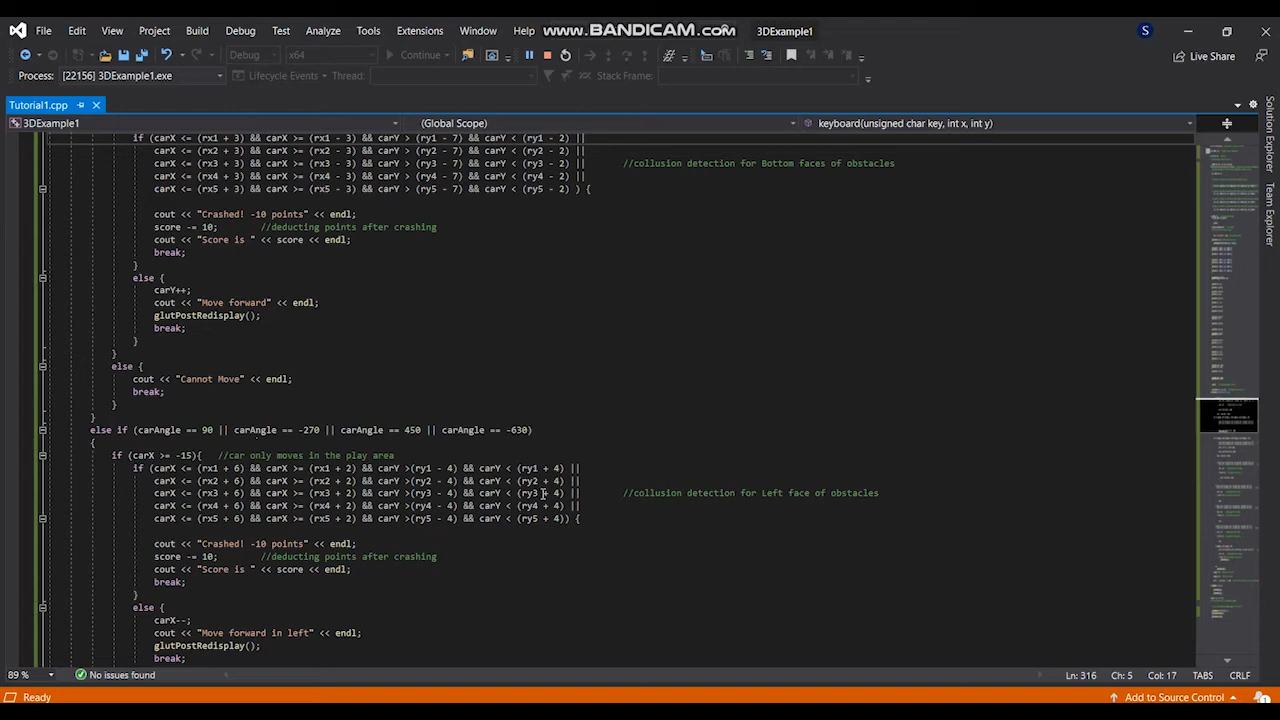 File Edit View Git Project Build Debug Test Analyze Tools Extensions Window Help www.BANDICAM.com 3DExample1 S
Debug x64 Continue Live Share
Process: [22156] 3DExample1.exe Lifecycle Events Thread: Stack Frame:
Tutorial1.cpp
3DExample1 (Global Scope) keyboard(unsigned char key, int x, int y)
if (carX <= (rx1 + 3) && carX >= (rx1 - 3) && carY > (ry1 - 7) && carY < (ry1 - 2) ||
carX <= (rx2 + 3) && carX >= (rx2 - 3) && carY > (ry2 - 7) && carY < (ry2 - 2) ||
carX <= (rx3 + 3) && carX >= (rx3 - 3) && carY > (ry3 - 7) && carY < (ry3 - 2) || //collusion detection for Bottom faces of obstacles
carX <= (rx4 + 3) && carX >= (rx4 - 3) && carY > (ry4 - 7) && carY < (ry4 - 2) ||
carX <= (rx5 + 3) && carX >= (rx5 - 3) && carY > (ry5 - 7) && carY < (ry5 - 2) ) {
cout << "Crashed! -10 points" << endl;
score -= 10; //deducting points after crashing
cout << "Score is " << score << endl;
break;
}
else {
carY++;
cout << "Move forward" << endl;
glutPostRedisplay();
break;
}
}
else {
cout << "Cannot Move" << endl;
break;
}
}
else if (carAngle == 90 || carAngle == -270 || carAngle == 450 || carAngle == -630)
{
if (carX >= -15){ //car only moves in the play area
if (carX <= (rx1 + 6) && carX >= (rx1 + 2) && carY >(ry1 - 4) && carY < (ry1 + 4) ||
carX <= (rx2 + 6) && carX >= (rx2 + 2) && carY >(ry2 - 4) && carY < (ry2 + 4) ||
carX <= (rx3 + 6) && carX >= (rx3 + 2) && carY >(ry3 - 4) && carY < (ry3 + 4) || //collusion detection for Left face of obstacles
carX <= (rx4 + 6) && carX >= (rx4 + 2) && carY >(ry4 - 4) && carY < (ry4 + 4) ||
carX <= (rx5 + 6) && carX >= (rx5 + 2) && carY >(ry5 - 4) && carY < (ry5 + 4)) {
cout << "Crashed! -10 points" << endl;
score -= 10; //deducting points after crashing
cout << "Score is " << score << endl;
break;
}
else {
carX--;
cout << "Move forward in left" << endl;
glutPostRedisplay();
break;
Solution Explorer
Team Explorer
89 % No issues found Ln: 316 Ch: 5 Col: 17 TABS CRLF
Ready Add to Source Control 1